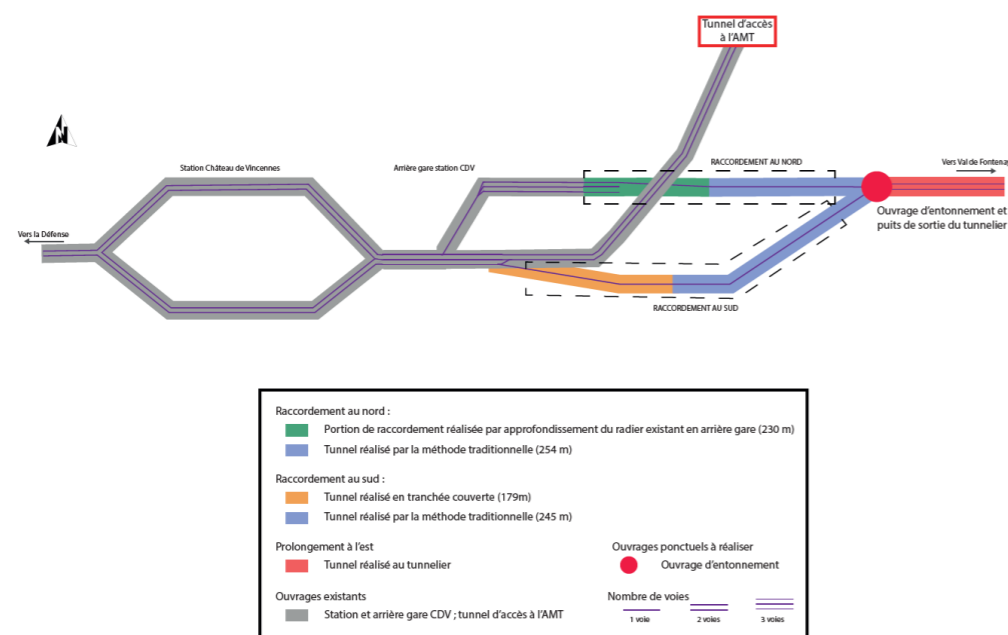 Tunnel d'accès
à l'AMT
N
Station Château de Vincennes
Arrière gare station CDV
RACCORDEMENT AU NORD
Vers Val de Fontenay
Ouvrage d'entonnement et
puits de sortie du tunnelier
Vers la Défense
RACCORDEMENT AU SUD
Raccordement au nord :
Portion de raccordement réalisée par approfondissement du radier existant en arrière gare (230 m)
Tunnel réalisé par la méthode traditionnelle (254 m)
Raccordement au sud :
Tunnel réalisé en tranchée couverte (179m)
Tunnel réalisé par la méthode traditionnelle (245 m)
Prolongement à l'est
Tunnel réalisé au tunnelier
Ouvrages ponctuels à réaliser
Ouvrage d'entonnement
Ouvrages existants
Station et arrière gare CDV ; tunnel d'accès à l'AMT
Nombre de voies
1 voie
2 voies
3 voies